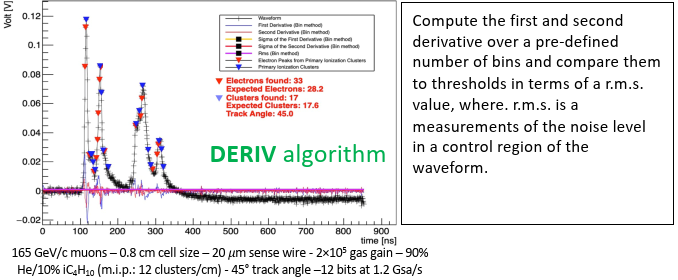 Volt [V]
0.12
0.1
0.08
0.06
0.04
0.02
0
−0.02
Waveform
First Derivative (Bin method)
Second Derivative (Bin method)
Sigma of the First Derivative (Bin method)
Sigma of the Second Derivative (Bin method)
Rms (Bin method)
Electron Peaks from Primary Ionization Clusters
Primary Ionization Clusters
Electrons found: 33
Expected Electrons: 28.2
Clusters found: 17
Expected Clusters: 17.6
Track Angle: 45.0
DERIV algorithm
0 100 200 300 400 500 600 700 800 900
time [ns]
Compute the first and second
derivative over a pre-defined
number of bins and compare them
to thresholds in terms of a r.m.s.
value, where. r.m.s. is a
measurements of the noise level
in a control region of the
waveform.
165 GeV/c muons – 0.8 cm cell size – 20 μm sense wire - 2×10⁵ gas gain – 90%
He/10% iC₄H₁₀ (m.i.p.: 12 clusters/cm) - 45° track angle –12 bits at 1.2 Gsa/s